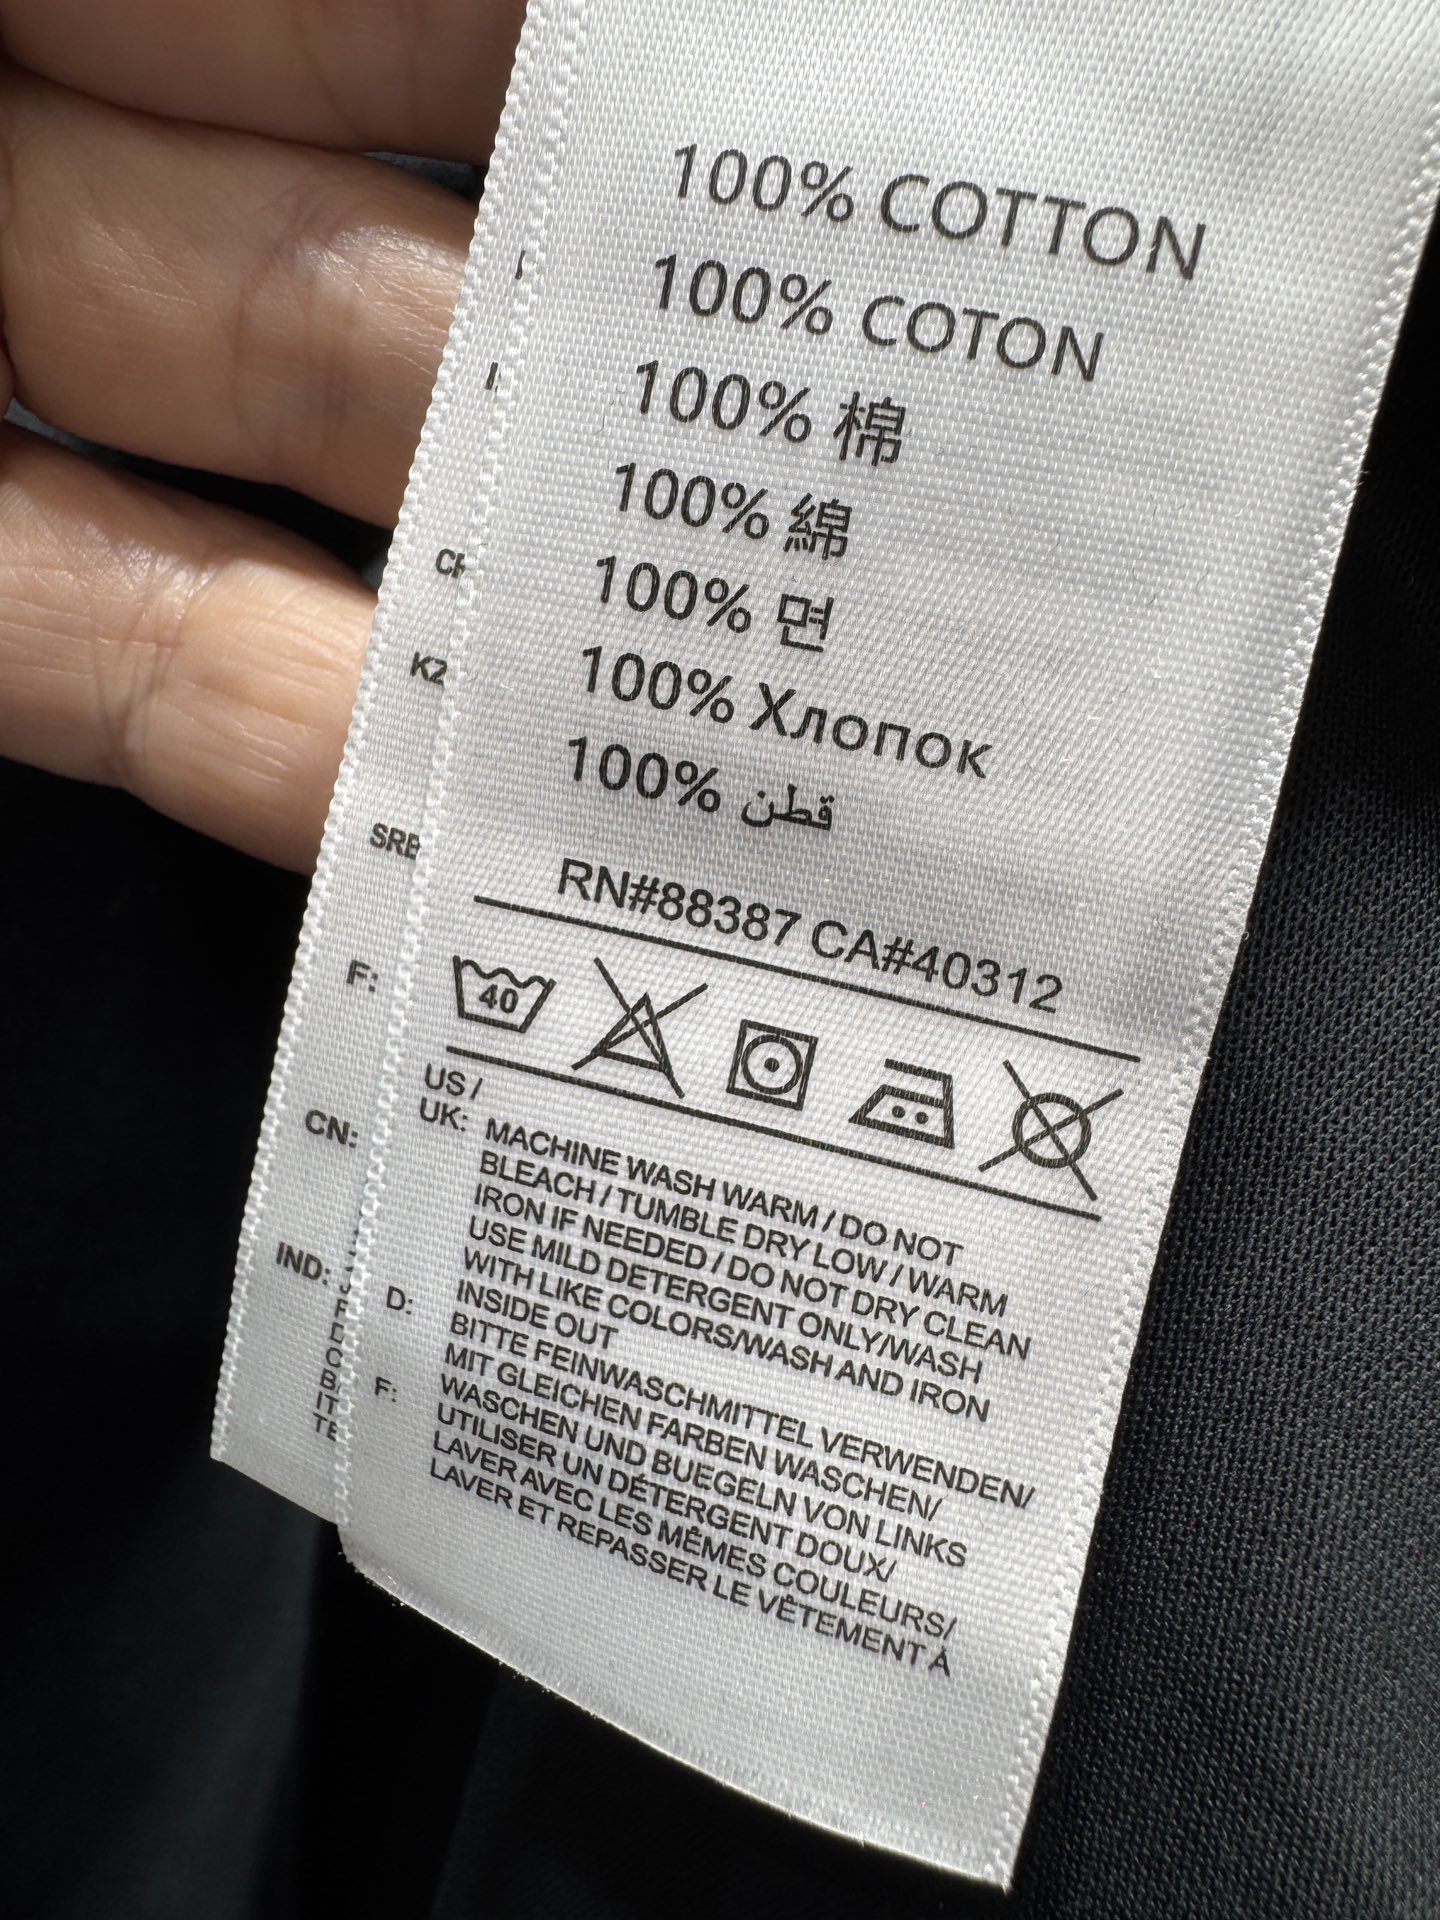 100% COTTON
100% COTON
100% 棉
100% 綿
100% 면
100% Хлопок
100% قطن
RN#88387 CA#40312
40
US /
UK: MACHINE WASH WARM / DO NOT
BLEACH / TUMBLE DRY LOW / WARM
IRON IF NEEDED / DO NOT DRY CLEAN
USE MILD DETERGENT ONLY/WASH
WITH LIKE COLORS/WASH AND IRON
INSIDE OUT
D: BITTE FEINWASCHMITTEL VERWENDEN/
MIT GLEICHEN FARBEN WASCHEN/
WASCHEN UND BUEGELN VON LINKS
F: UTILISER UN DÉTERGENT DOUX/
LAVER AVEC LES MÊMES COULEURS/
LAVER ET REPASSER LE VÊTEMENT À
K2
SRB
F:
CN:
IND: